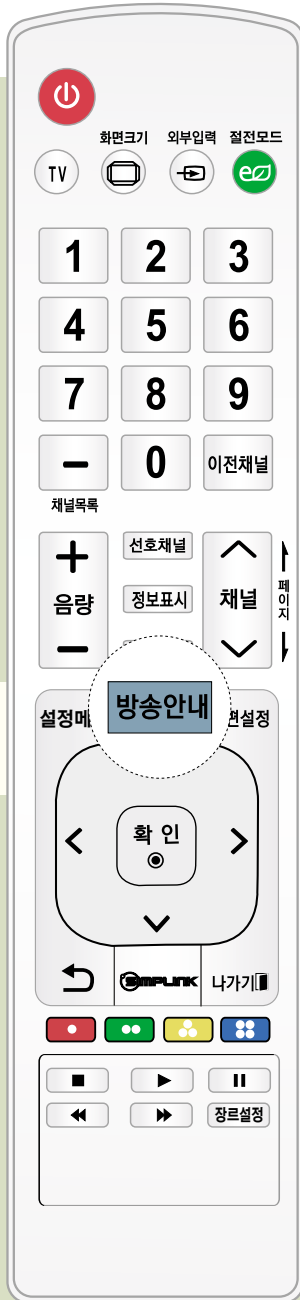 화면크기 외부입력 절전모드
TV
1 2 3
4 5 6
7 8 9
- 0 이전채널
채널목록
+ 선호채널
음량 정보표시 채널 페이지
-
방송안내
설정메 면설정
확인
SIMPLINK 나가기
장르설정